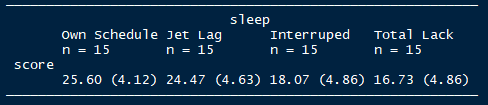 sleep
Own Schedule Jet Lag Interruped Total Lack
n = 15 n = 15 n = 15 n = 15
score
25.60 (4.12) 24.47 (4.63) 18.07 (4.86) 16.73 (4.86)